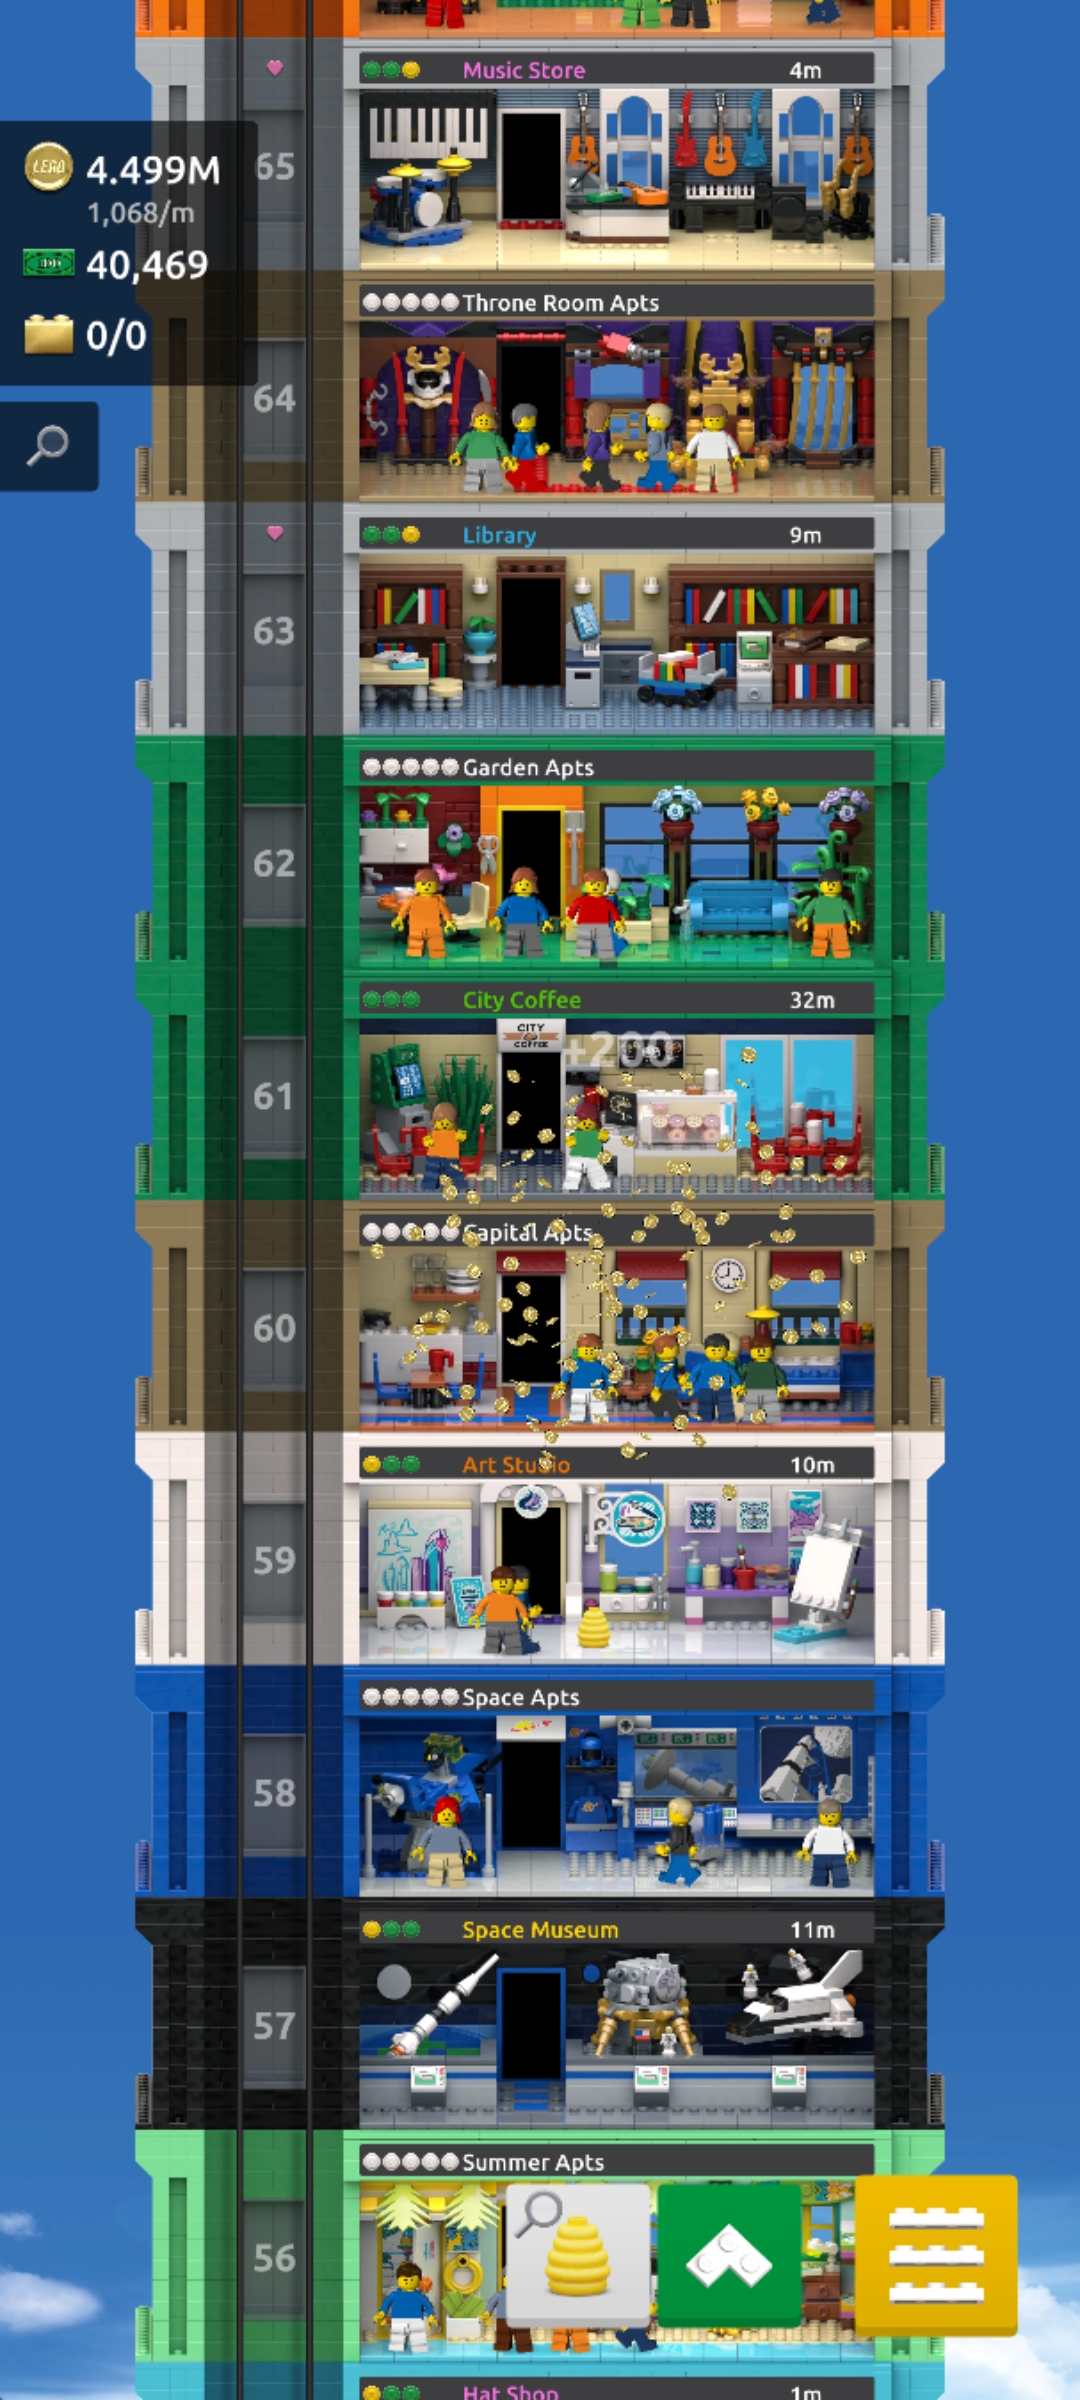 Music Store 4m
65
LEGO 4.499M
1,068/m
40,469
0/0
Throne Room Apts
64
Library 9m
63
Garden Apts
62
City Coffee 32m
CITY
COFFEE
+200
61
Capital Apts
60
Art Studio 10m
59
Space Apts
58
Space Museum 11m
57
Summer Apts
56
Hat Shop 1m